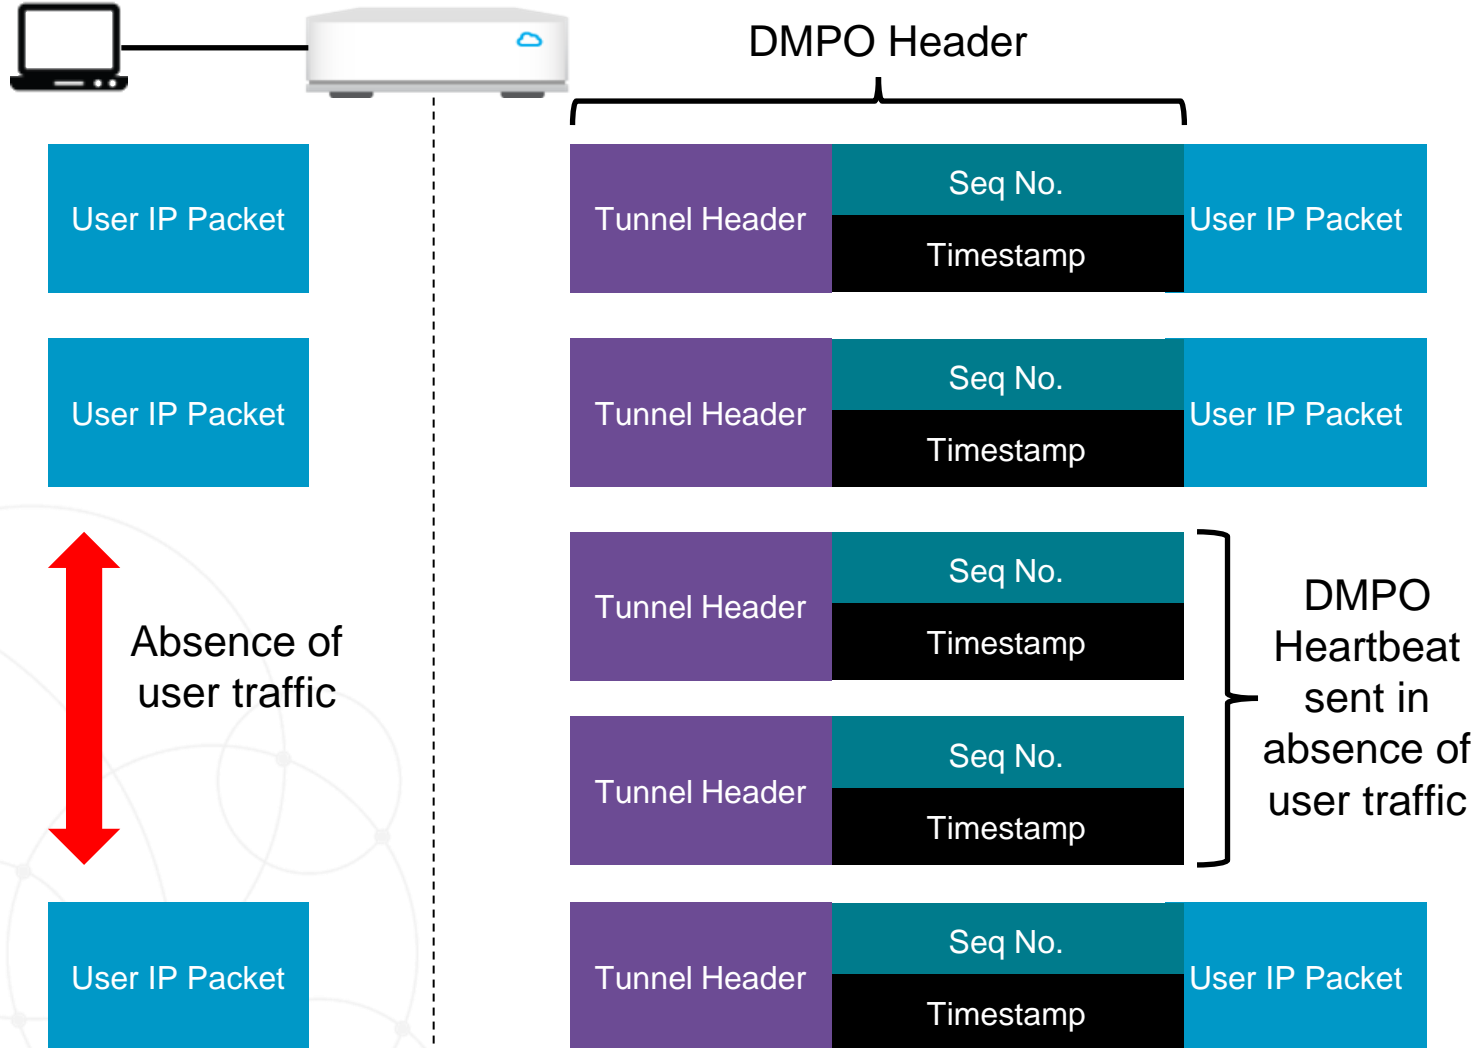 DMPO Header
User IP Packet
Tunnel Header
Seq No.
Timestamp
User IP Packet
User IP Packet
Tunnel Header
Seq No.
Timestamp
User IP Packet
Absence of
user traffic
Tunnel Header
Seq No.
Timestamp
Tunnel Header
Seq No.
Timestamp
DMPO
Heartbeat
sent in
absence of
user traffic
User IP Packet
Tunnel Header
Seq No.
Timestamp
User IP Packet